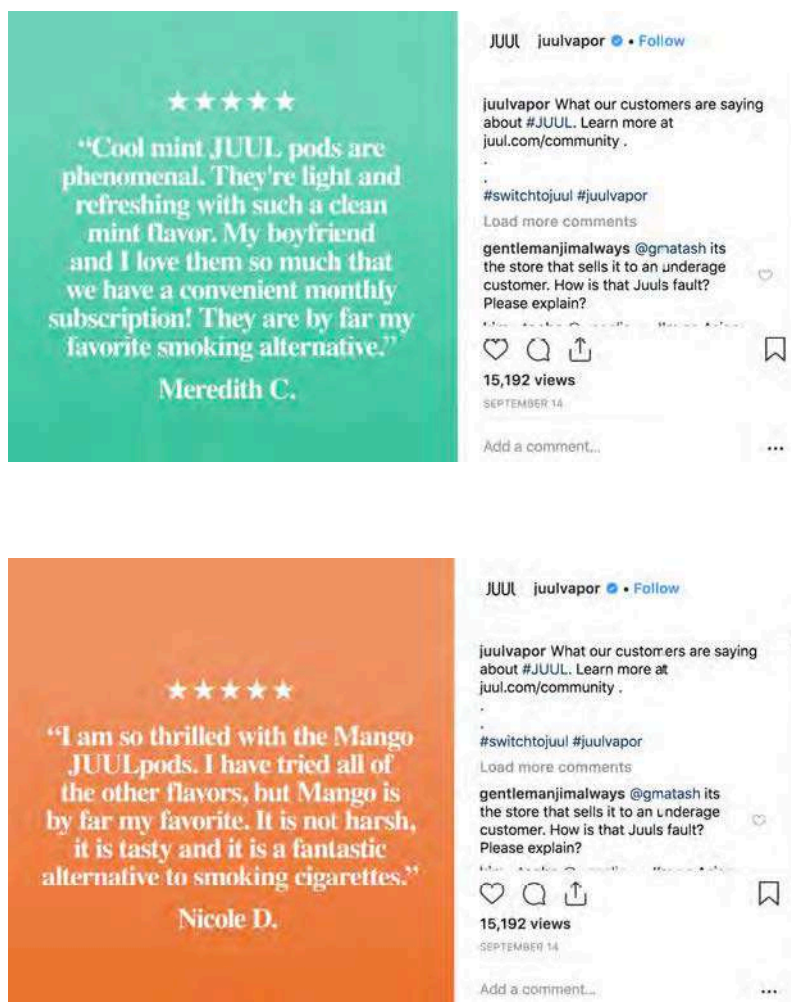 ★★★★★
“Cool mint JUUL pods are
phenomenal. They're light and
refreshing with such a clean
mint flavor. My boyfriend
and I love them so much that
we have a convenient monthly
subscription! They are by far my
favorite smoking alternative.”
Meredith C.
JUUL juulvapor • Follow
juulvapor What our customers are saying
about #JUUL. Learn more at
juul.com/community .
.
.
#switchtojuul #juulvapor
Load more comments
gentlemanjimalways @gmatash its
the store that sells it to an underage
customer. How is that Juuls fault?
Please explain?
15,192 views
SEPTEMBER 14
Add a comment...
★★★★★
“I am so thrilled with the Mango
JUULpods. I have tried all of
the other flavors, but Mango is
by far my favorite. It is not harsh,
it is tasty and it is a fantastic
alternative to smoking cigarettes.”
Nicole D.
JUUL juulvapor • Follow
juulvapor What our customers are saying
about #JUUL. Learn more at
juul.com/community .
.
.
#switchtojuul #juulvapor
Load more comments
gentlemanjimalways @gmatash its
the store that sells it to an underage
customer. How is that Juuls fault?
Please explain?
15,192 views
SEPTEMBER 14
Add a comment...